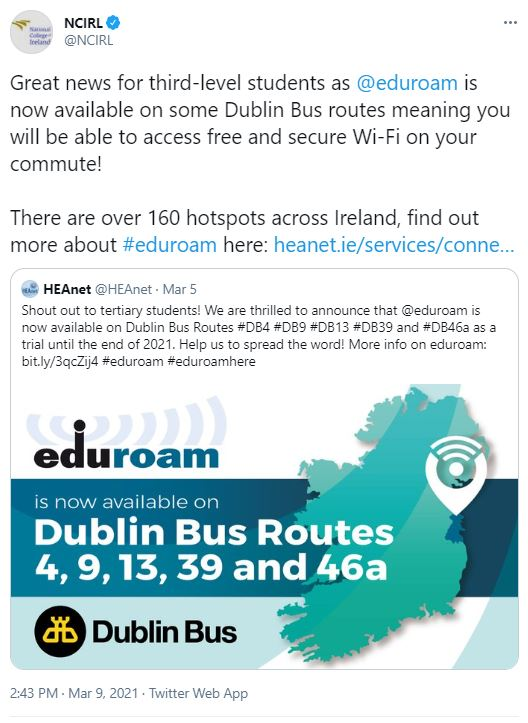 NCIRL
@NCIRL
Great news for third-level students as @eduroam is
now available on some Dublin Bus routes meaning you
will be able to access free and secure Wi-Fi on your
commute!
There are over 160 hotspots across Ireland, find out
more about #eduroam here: heanet.ie/services/conne...
HEAnet @HEAnet · Mar 5
Shout out to tertiary students! We are thrilled to announce that @eduroam is
now available on Dublin Bus Routes #DB4 #DB9 #DB13 #DB39 and #DB46a as a
trial until the end of 2021. Help us to spread the word! More info on eduroam:
bit.ly/3qcZij4 #eduroam #eduroamhere
eduroam
is now available on
Dublin Bus Routes
4, 9, 13, 39 and 46a
Dublin Bus
2:43 PM · Mar 9, 2021 · Twitter Web App